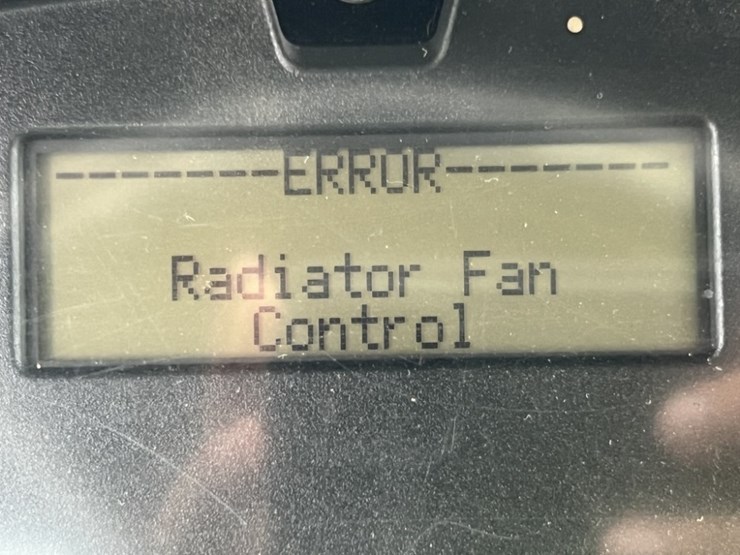 --------ERROR--------
Radiator Fan
Control